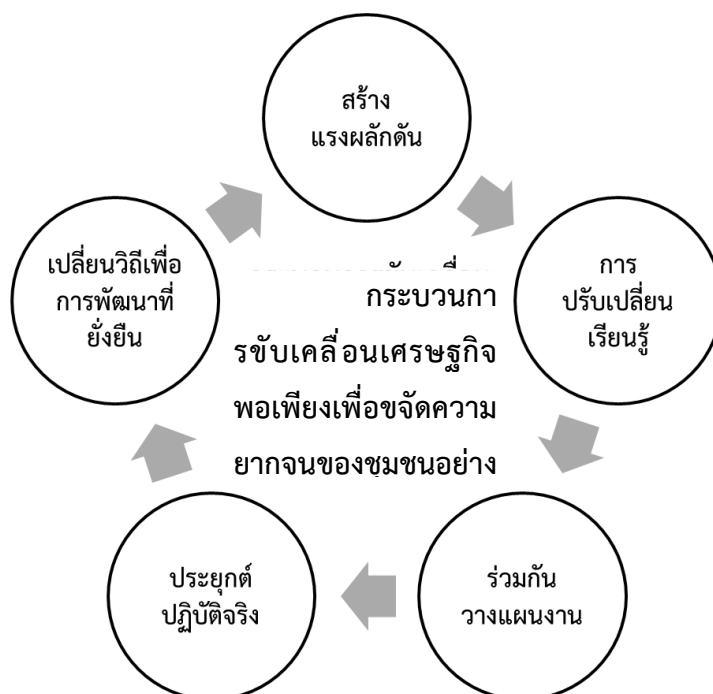 สร้าง
แรงผลักดัน
การ
ปรับเปลี่ยน
เรียนรู้
ร่วมกัน
วางแผนงาน
ประยุกต์
ปฏิบัติจริง
เปลี่ยนวิถีเพื่อ
การพัฒนาที่
ยั่งยืน
กระบวนกา
รขับเคลื่อนเศรษฐกิจ
พอเพียงเพื่อขจัดความ
ยากจนของชุมชนอย่าง